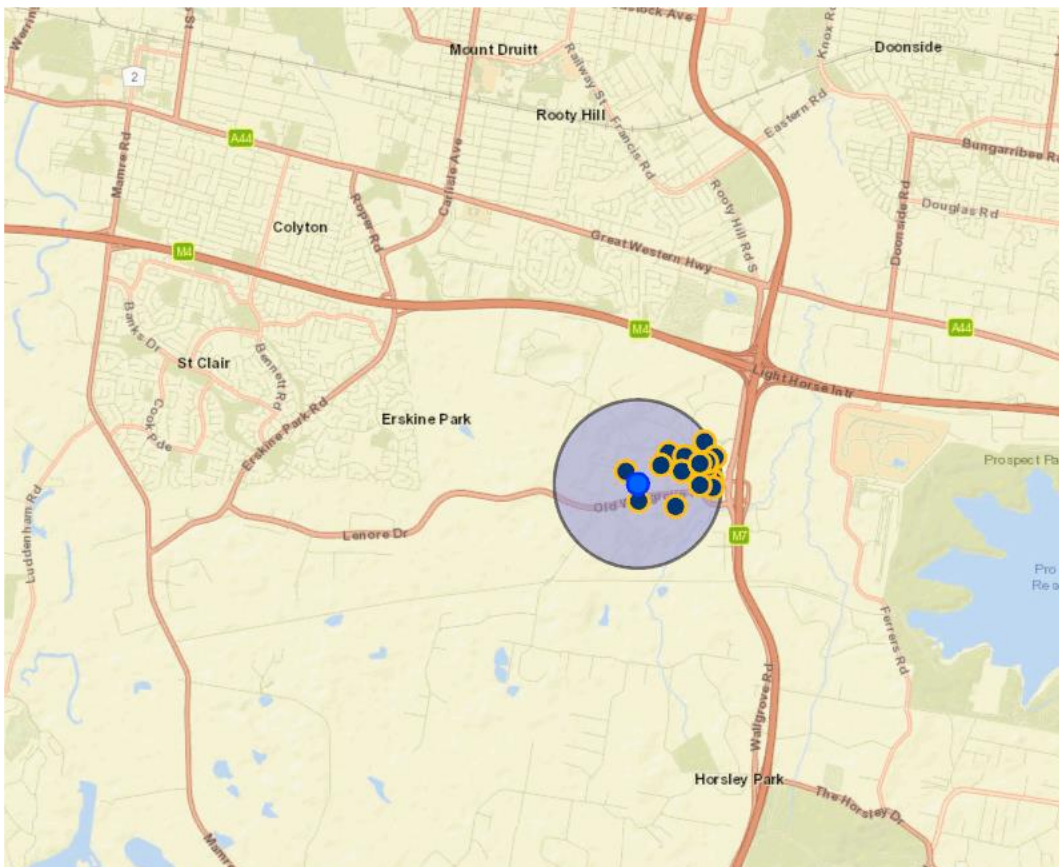 Mount Druitt
Doonside
Knox Rd
2
Railway St
Rooty Hill
Francis Rd
Eastern Rd
A44
Bungarribee Rd
Mamre Rd
Carlisle Ave
Roper Rd
Rooty Hill Rd S
Doonside Rd
Douglas Rd
Colyton
Great Western Hwy
M4
M4
A44
Banks Dr
St Clair
Bennett Rd
Light Horse Intr
Cook Pde
Erskine Park Rd
Erskine Park
Prospect
Luddenham Rd
Lenore Dr
Old
M7
Ferrers Rd
Wallgrove Rd
Horsley Park
The Horsley Dr